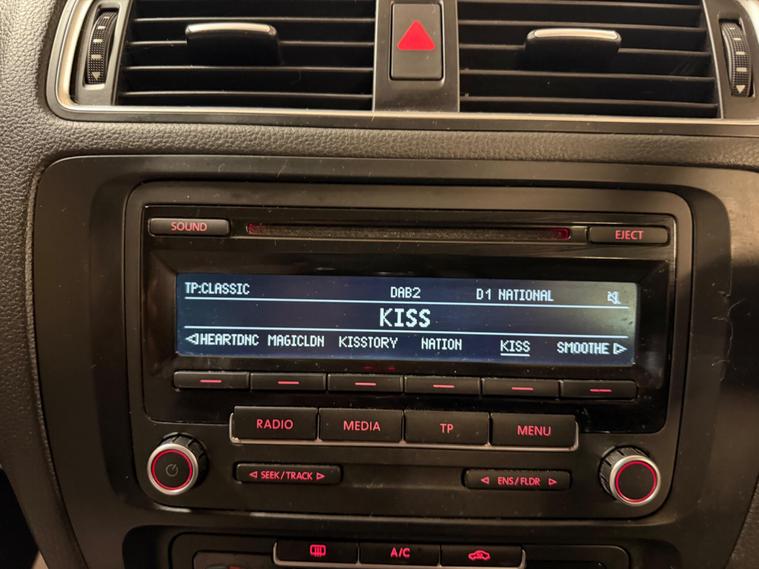 SOUND
EJECT
TP:CLASSIC DAB2 D1 NATIONAL
KISS
HEARTDNC MAGICLDN KISSTORY NATION KISS SMOOTHE
RADIO MEDIA TP MENU
SEEK/TRACK ENS/FLDR
A/C